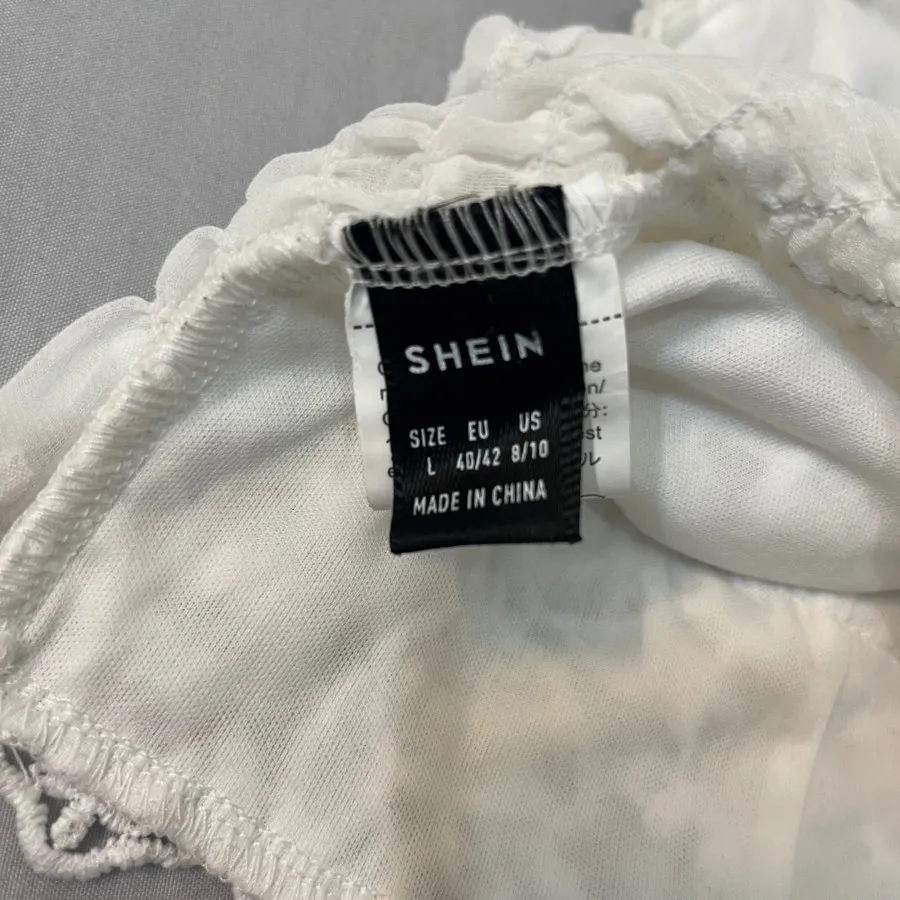 SHEIN
SIZE EU US
L 40/42 8/10
MADE IN CHINA